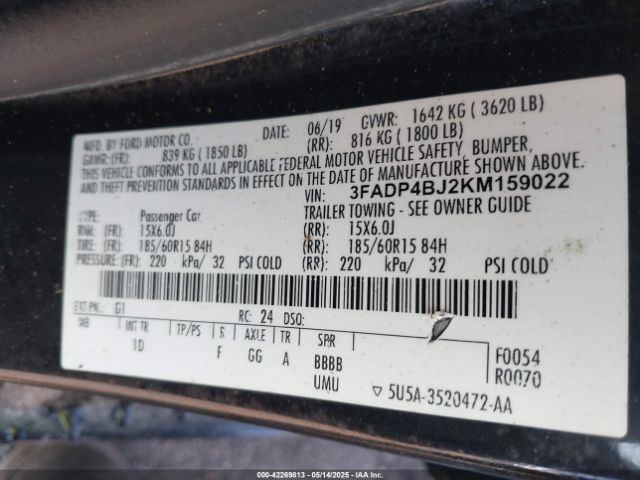 MFD. BY FORD MOTOR CO. DATE: 06/19 GVWR: 1642 KG ( 3620 LB)
GAWR: (FR): 839 KG ( 1850 LB) (RR): 816 KG ( 1800 LB)
THIS VEHICLE CONFORMS TO ALL APPLICABLE FEDERAL MOTOR VEHICLE SAFETY, BUMPER,
AND THEFT PREVENTION STANDARDS IN EFFECT ON THE DATE OF MANUFACTURE SHOWN ABOVE.
VIN: 3FADP4BJ2KM159022
TYPE: Passenger Car TRAILER TOWING - SEE OWNER GUIDE
RIM: (FR): 15X6.0J (RR): 15X6.0J
TIRE: (FR): 185/60R15 84H (RR): 185/60R15 84H
PRESSURE: (FR): 220 kPa/ 32 PSI COLD (RR): 220 kPa/ 32 PSI COLD
EXT PNT: G1 RC: 24 DSO:
WB INT TR TP/PS R AXLE TR SPR F0054
1D F GG A BBBB R0070
UMU ▽ 5U5A-3520472-AA
000-42269813 | 05/14/2025 | IAA, Inc.